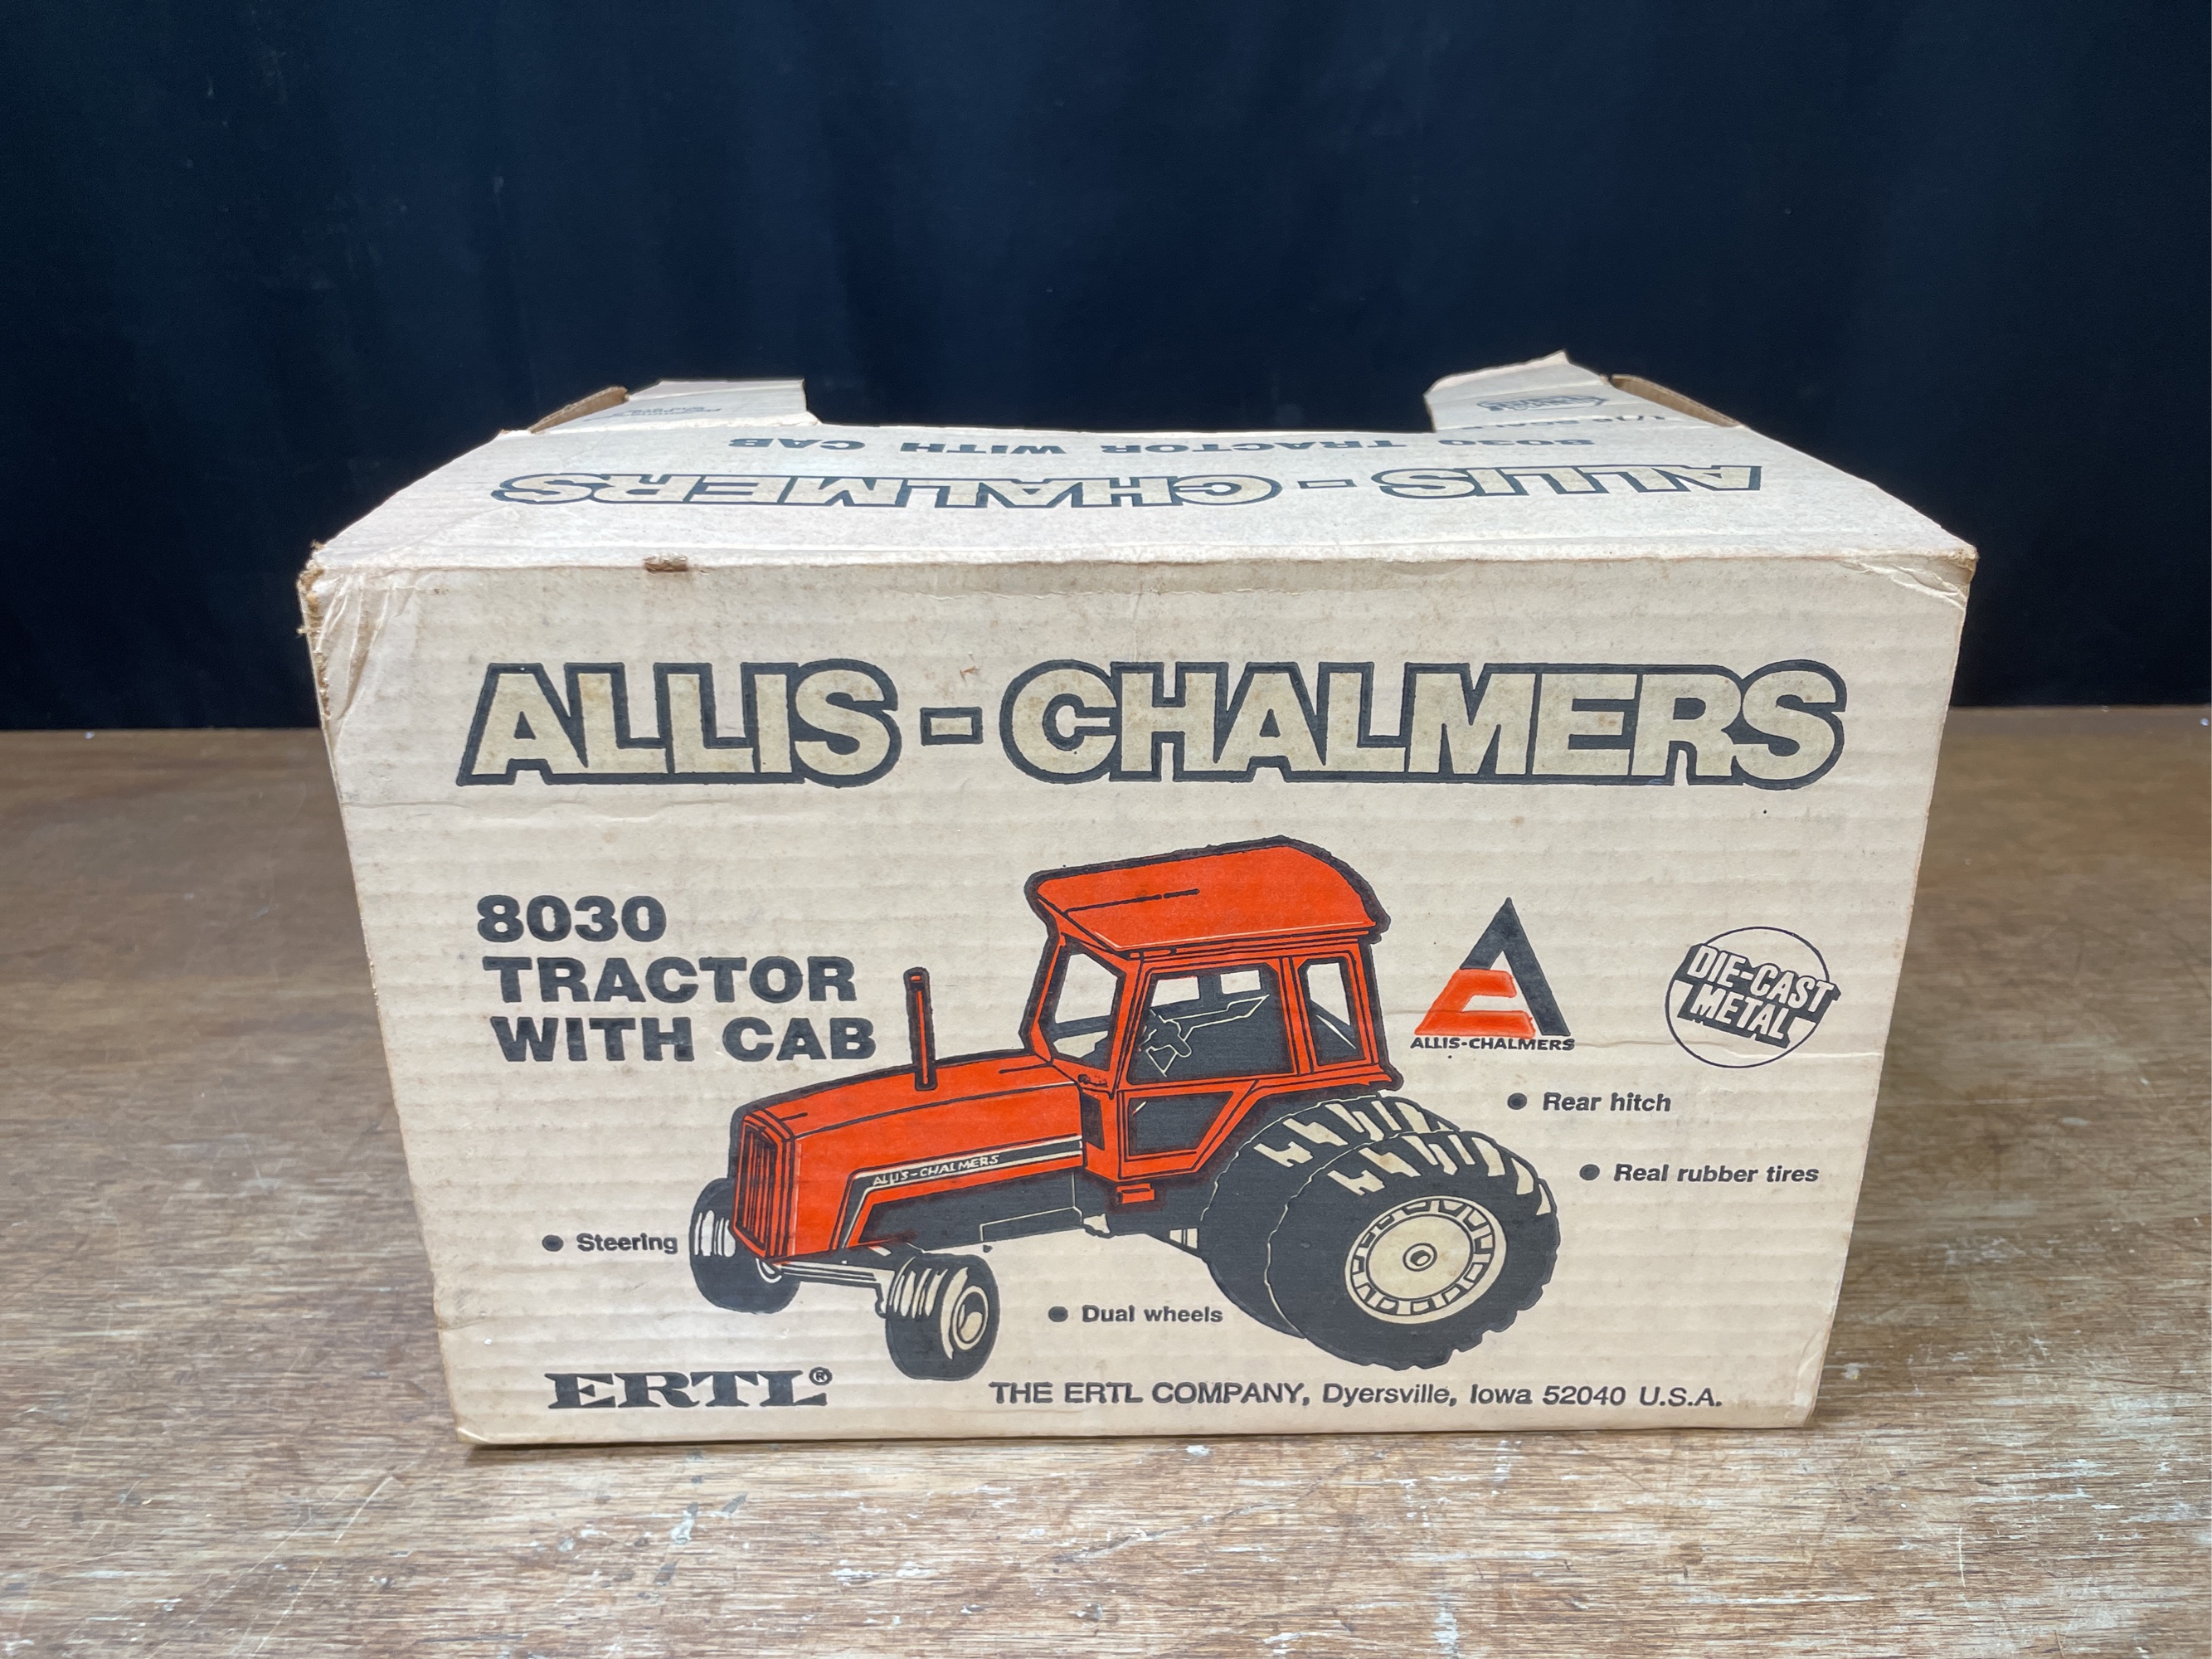 8030 TRACTOR WITH CAB
ALLIS-CHALMERS
ALLIS-CHALMERS
8030
TRACTOR
WITH CAB
ALLIS-CHALMERS
DIE-CAST
METAL
• Rear hitch
ALLIS-CHALMERS
• Real rubber tires
• Steering
• Dual wheels
ERTL®
THE ERTL COMPANY, Dyersville, Iowa 52040 U.S.A.